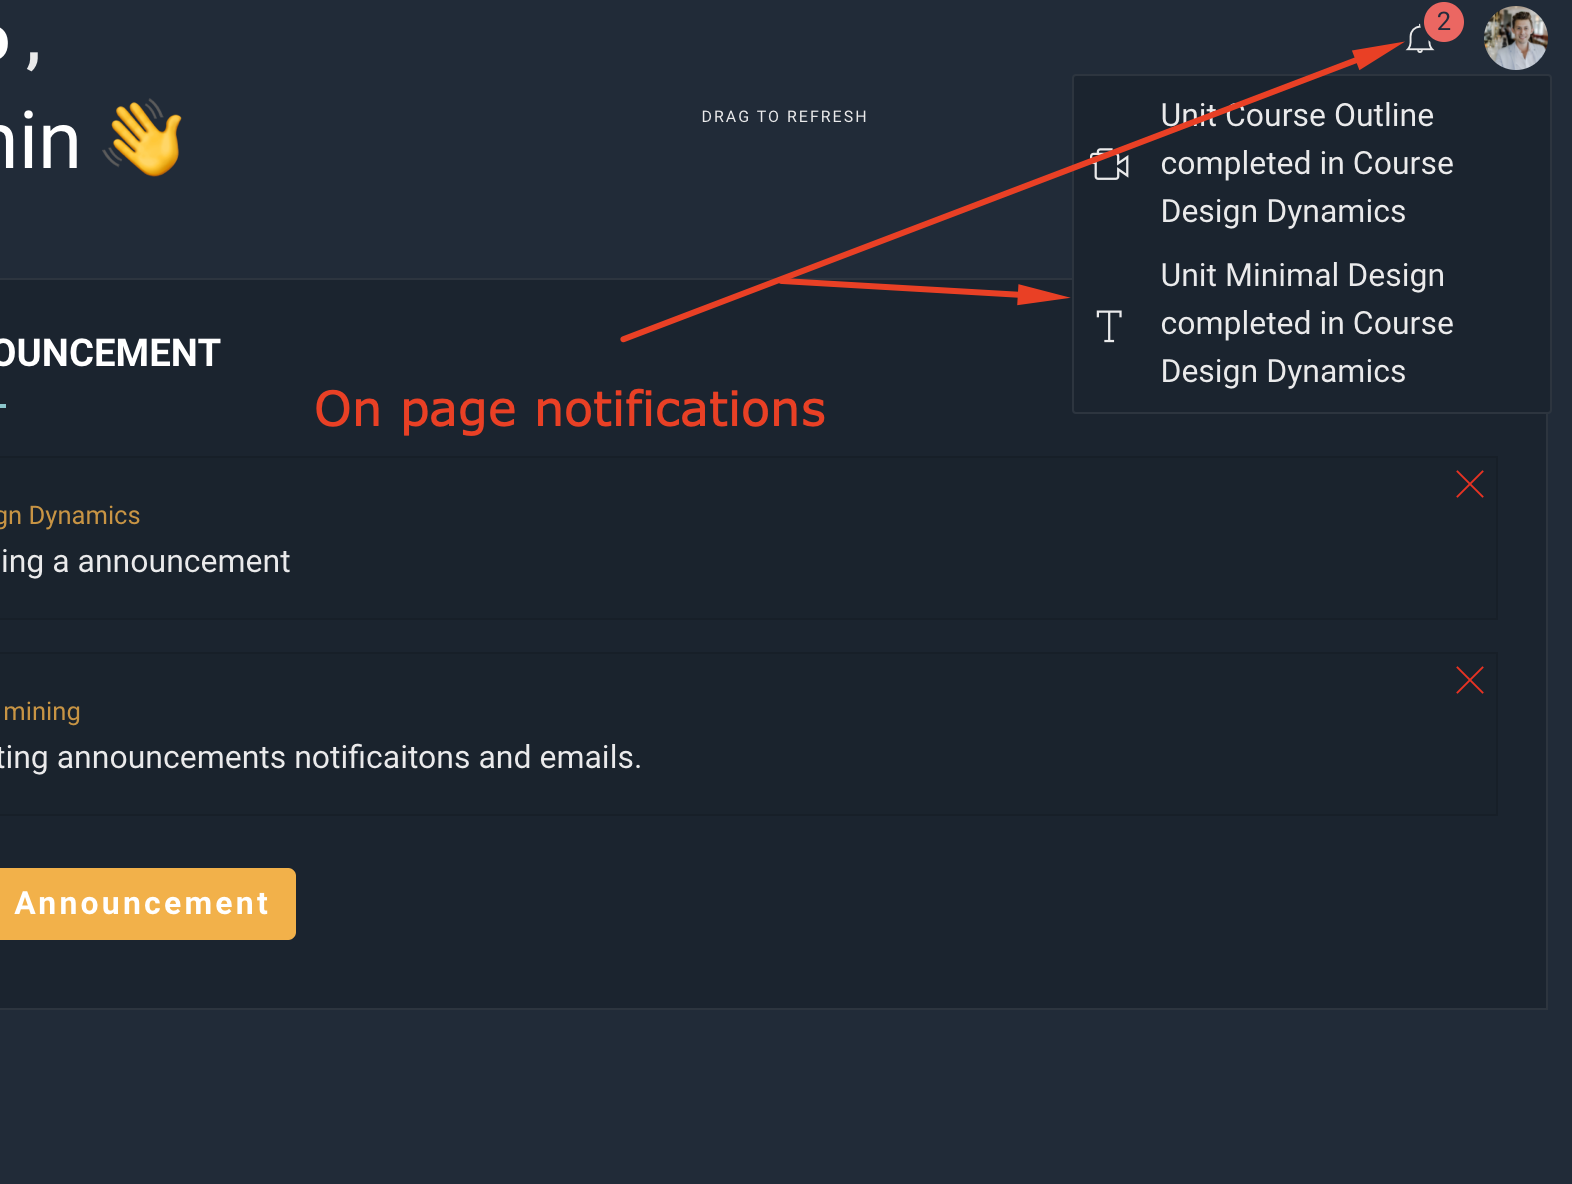 ,
2
min
DRAG TO REFRESH
Unit Course Outline
completed in Course
Design Dynamics
Unit Minimal Design
completed in Course
Design Dynamics
OUNCEMENT
On page notifications
gn Dynamics
ing a announcement
mining
ting announcements notificaitons and emails.
Announcement